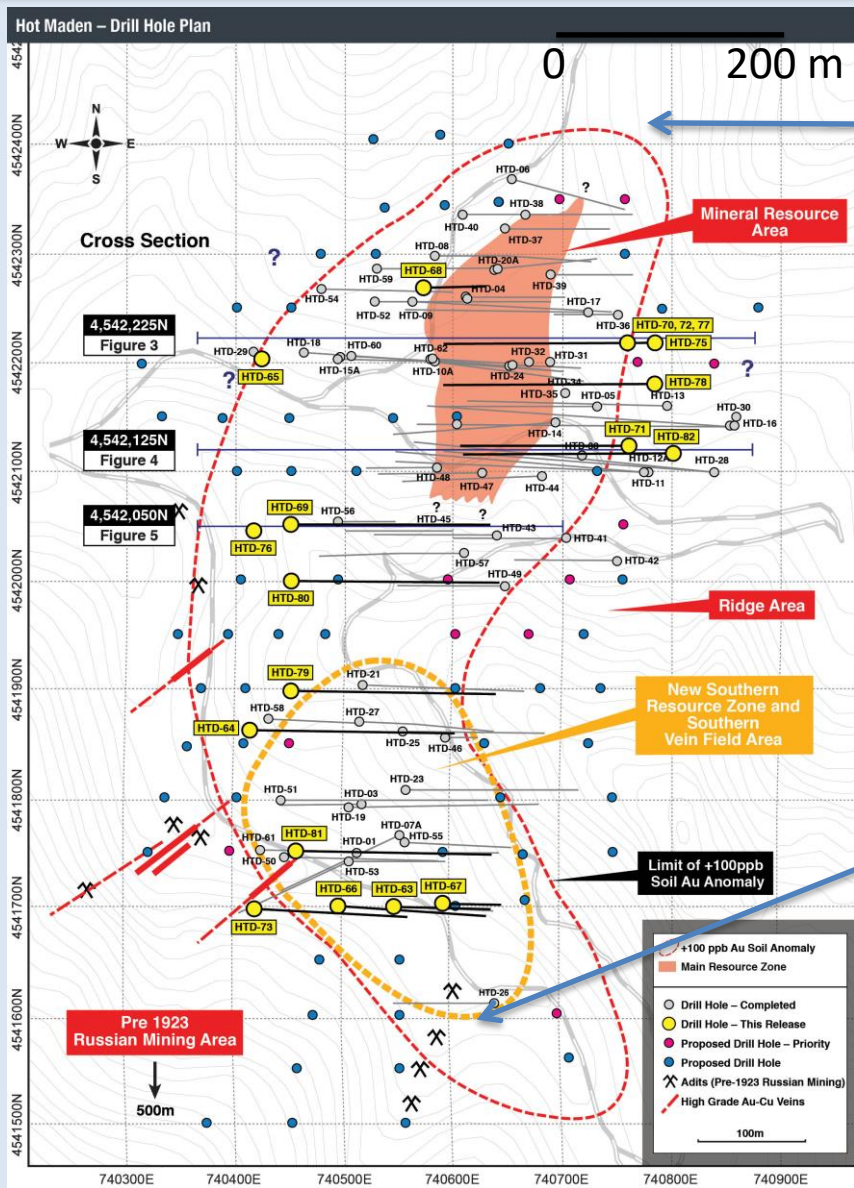 Hot Maden – Drill Hole Plan
0 200 m
4542400N
4542300N
4542200N
4542100N
4542000N
4541900N
4541800N
4541700N
4541600N
4541500N
N
W E
S
HTD-06
?
HTD-38
HTD-40
HTD-37
Mineral Resource
Area
Cross Section
?
HTD-08
HTD-20A
HTD-59
HTD-68
HTD-39
HTD-54
HTD-04
HTD-52
HTD-09
HTD-17
HTD-36
HTD-70, 72, 77
4,542,225N
Figure 3
HTD-29
HTD-18
HTD-60
HTD-62
HTD-32
HTD-31
HTD-75
HTD-65
?
HTD-15A
HTD-10A
HTD-24
HTD-34
HTD-78
?
HTD-35
HTD-05
HTD-13
HTD-30
HTD-16
HTD-14
HTD-71
HTD-82
4,542,125N
Figure 4
HTD-12A
HTD-28
HTD-48
HTD-47
HTD-44
HTD-11
HTD-69
HTD-56
?
HTD-45
?
HTD-43
4,542,050N
Figure 5
HTD-76
HTD-41
HTD-57
HTD-42
HTD-49
HTD-80
Ridge Area
HTD-21
HTD-79
HTD-58
HTD-27
HTD-64
HTD-25
HTD-46
New Southern
Resource Zone and
Southern
Vein Field Area
HTD-23
HTD-51
HTD-03
HTD-19
HTD-07A
HTD-61
HTD-81
HTD-01
HTD-55
HTD-50
HTD-53
Limit of +100ppb
Soil Au Anomaly
HTD-66
HTD-63
HTD-67
HTD-73
HTD-26
Pre 1923
Russian Mining Area
500m
+100 ppb Au Soil Anomaly
Main Resource Zone
Drill Hole – Completed
Drill Hole – This Release
Proposed Drill Hole – Priority
Proposed Drill Hole
Adits (Pre-1923 Russian Mining)
High Grade Au-Cu Veins
100m
740300E 740400E 740500E 740600E 740700E 740800E 740900E